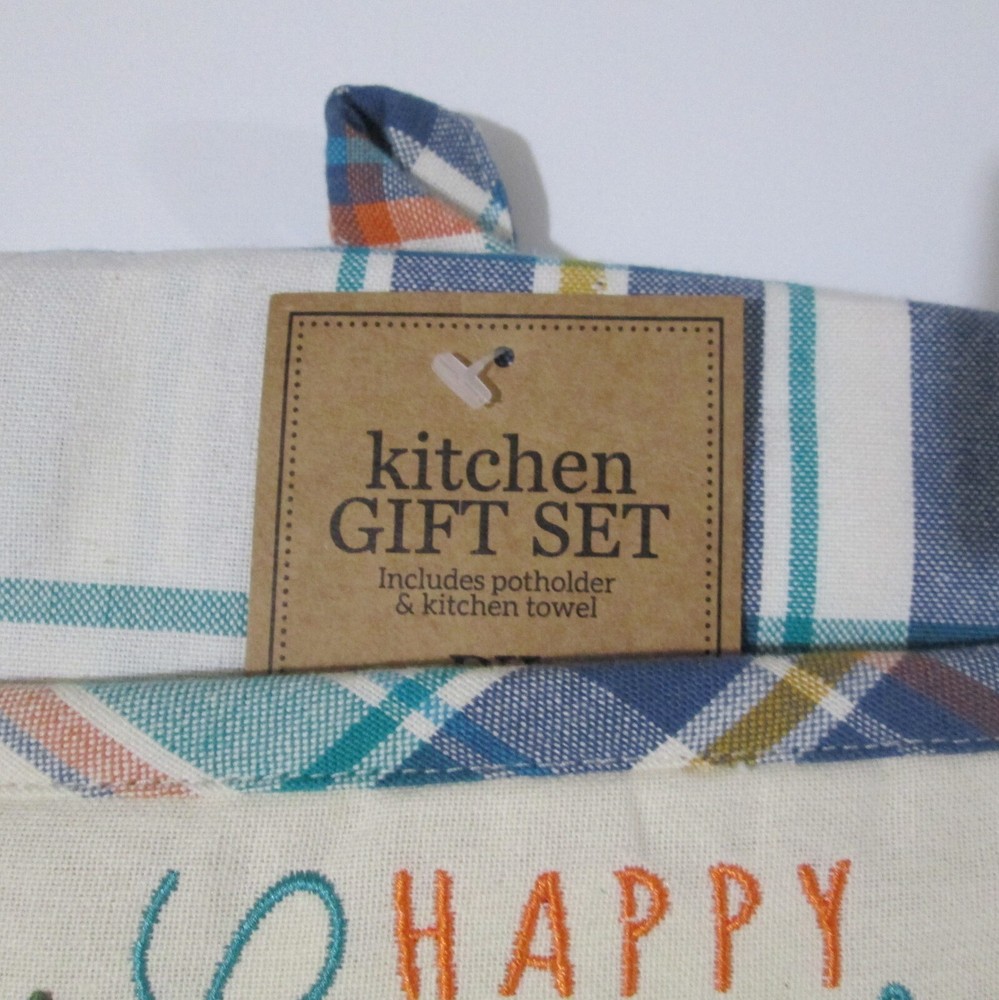 kitchen
GIFT SET
Includes potholder
& kitchen towel
HAPPY